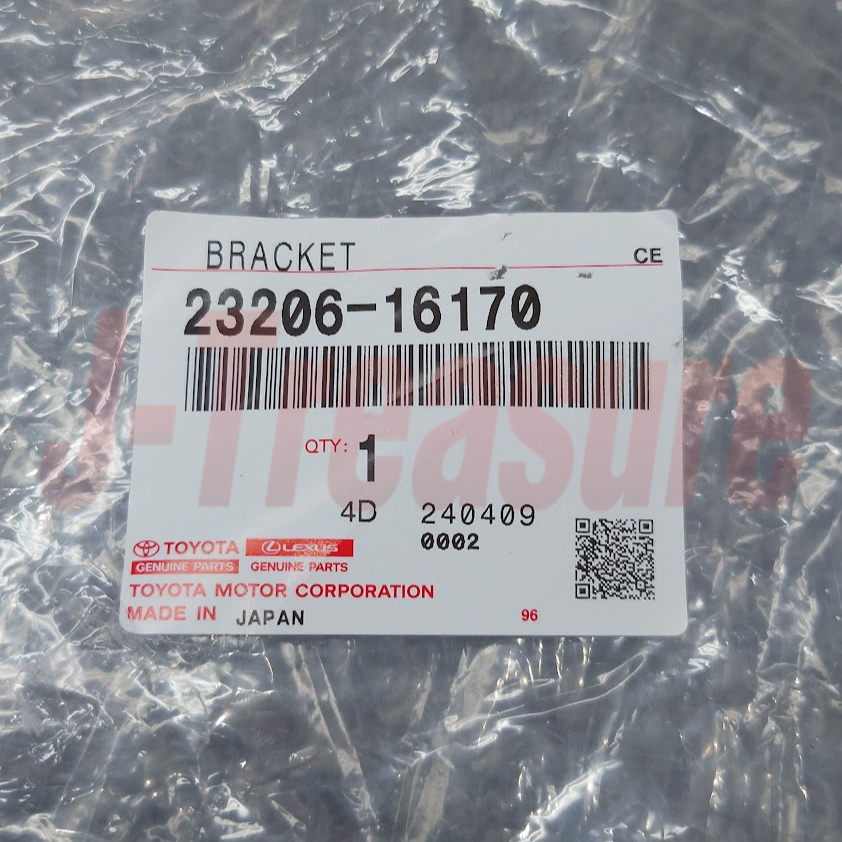 BRACKET CE
23206-16170
QTY: 1
4D 240409
0002
TOYOTA LEXUS
GENUINE PARTS GENUINE PARTS
TOYOTA MOTOR CORPORATION
MADE IN JAPAN 96
J-Treasure